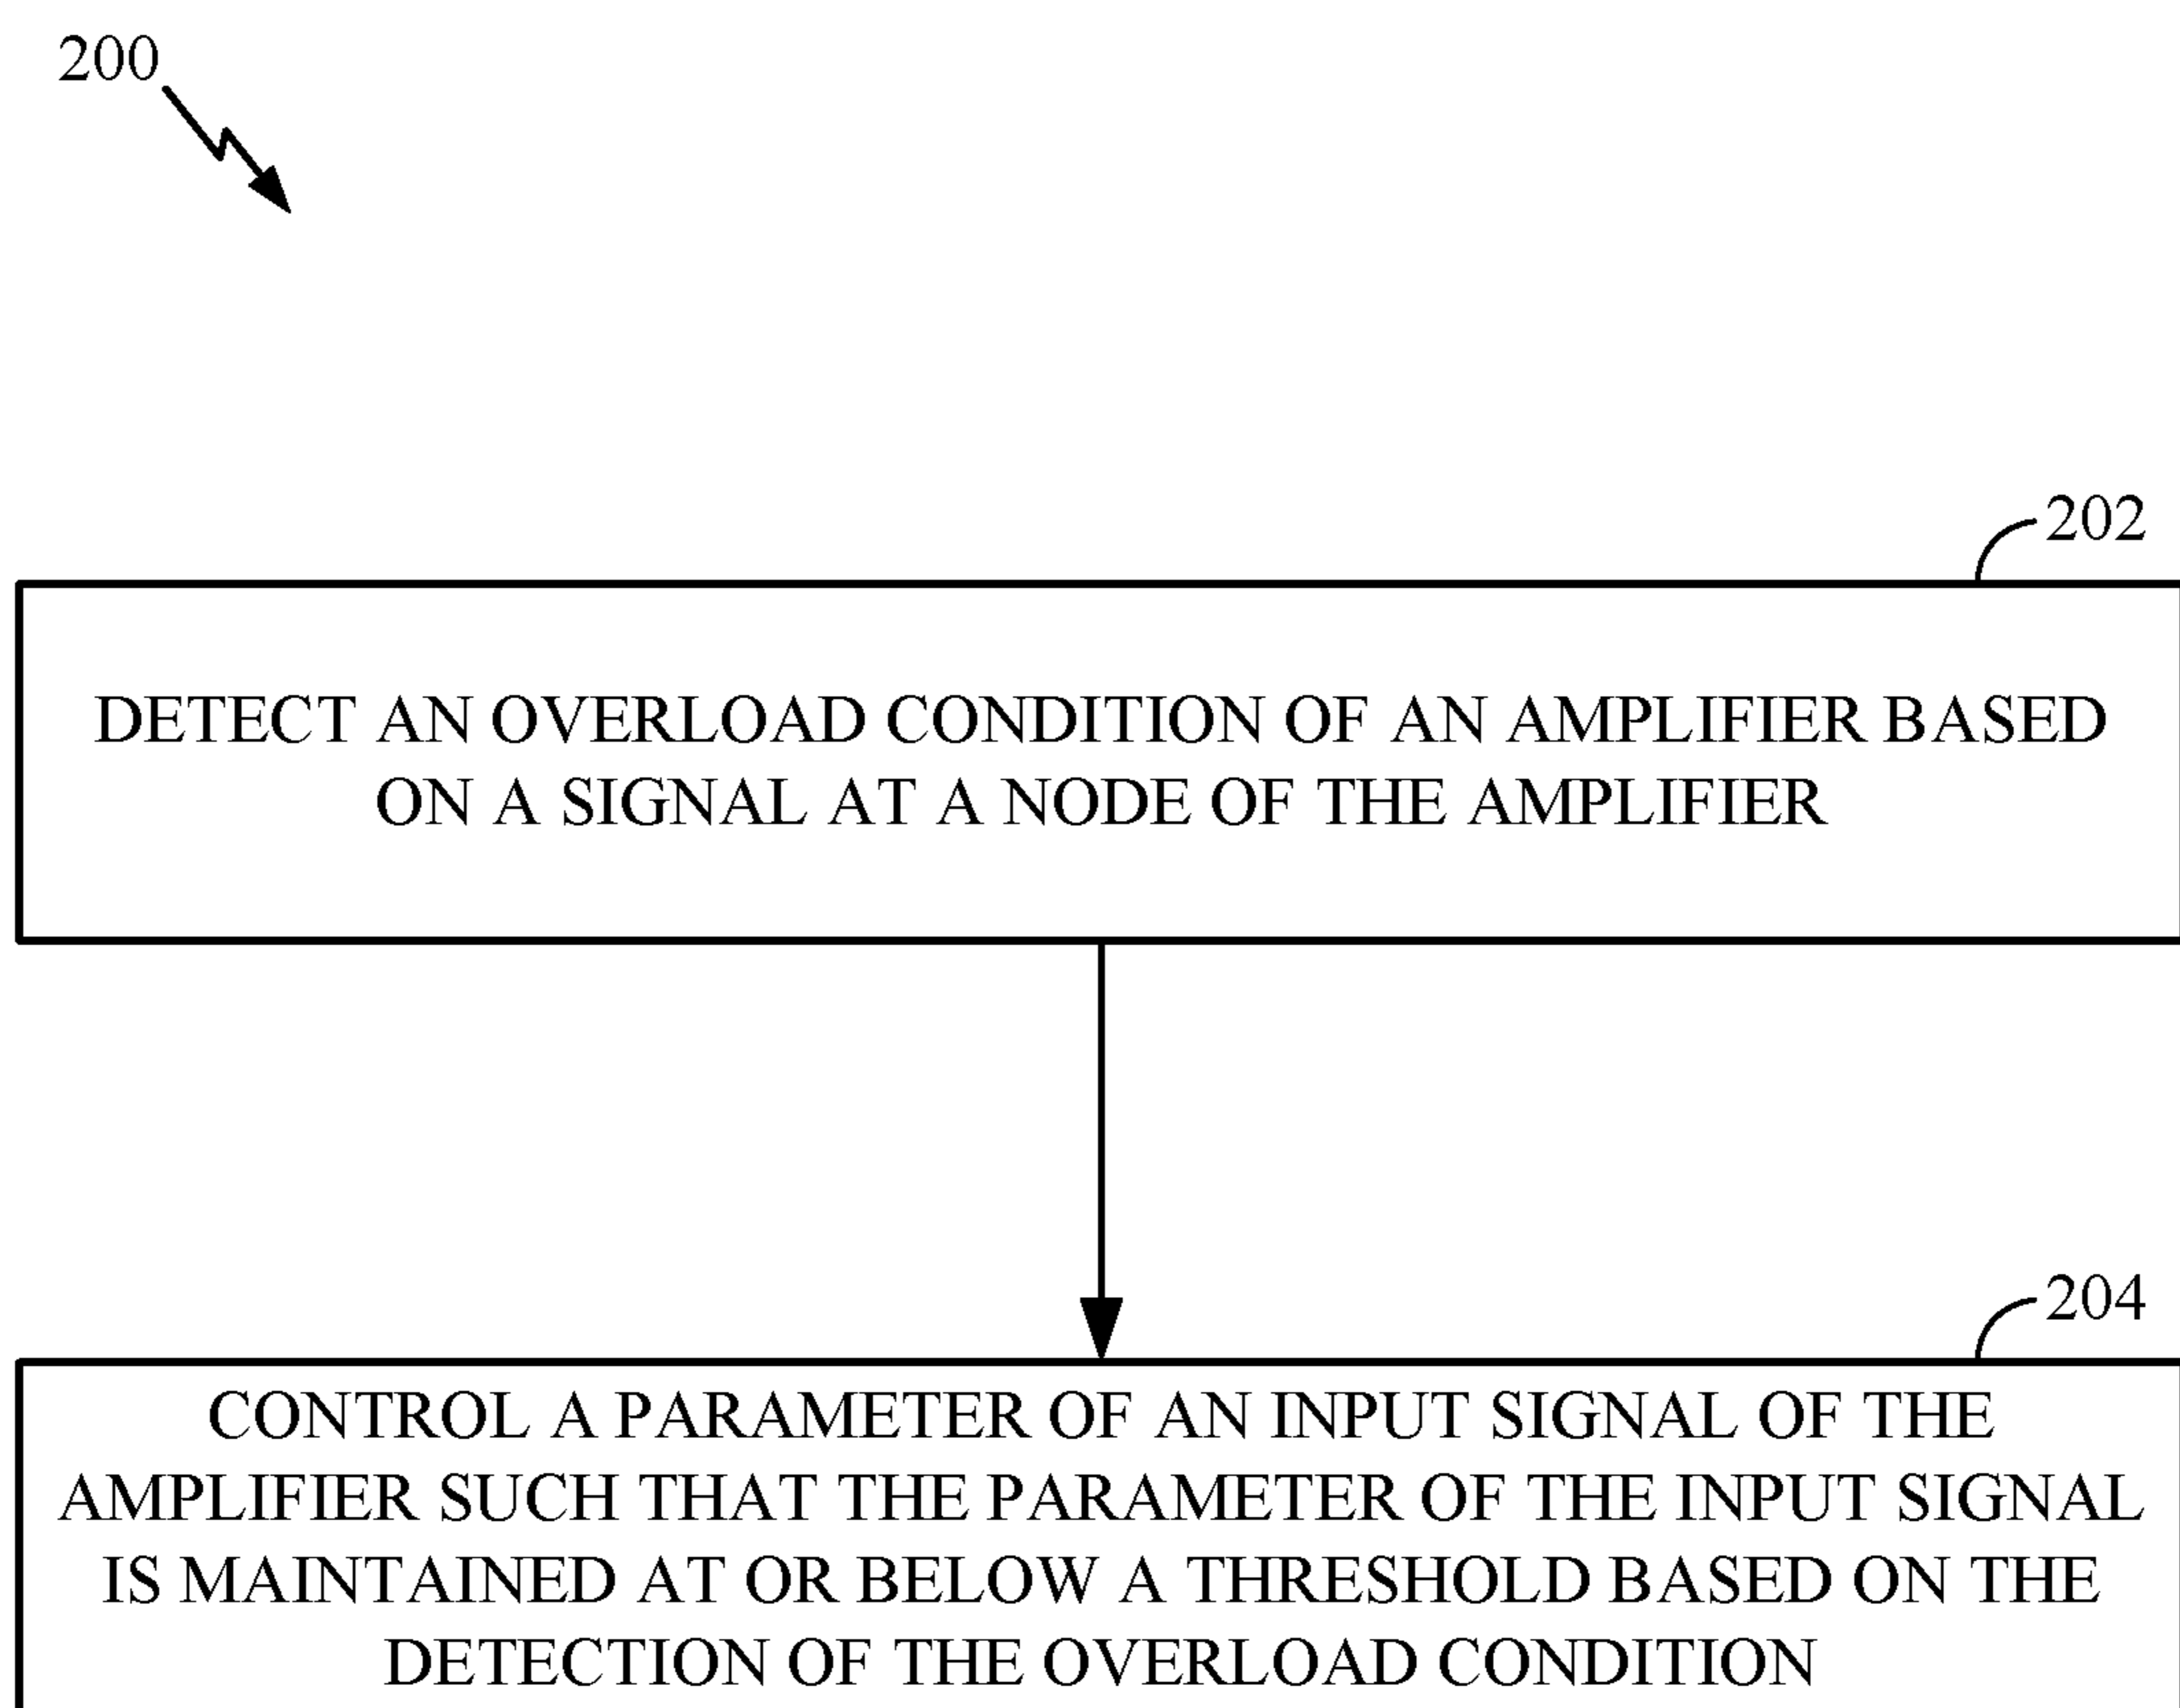 200
202
DETECT AN OVERLOAD CONDITION OF AN AMPLIFIER BASED
ON A SIGNAL AT A NODE OF THE AMPLIFIER
204
CONTROL A PARAMETER OF AN INPUT SIGNAL OF THE
AMPLIFIER SUCH THAT THE PARAMETER OF THE INPUT SIGNAL
IS MAINTAINED AT OR BELOW A THRESHOLD BASED ON THE
DETECTION OF THE OVERLOAD CONDITION